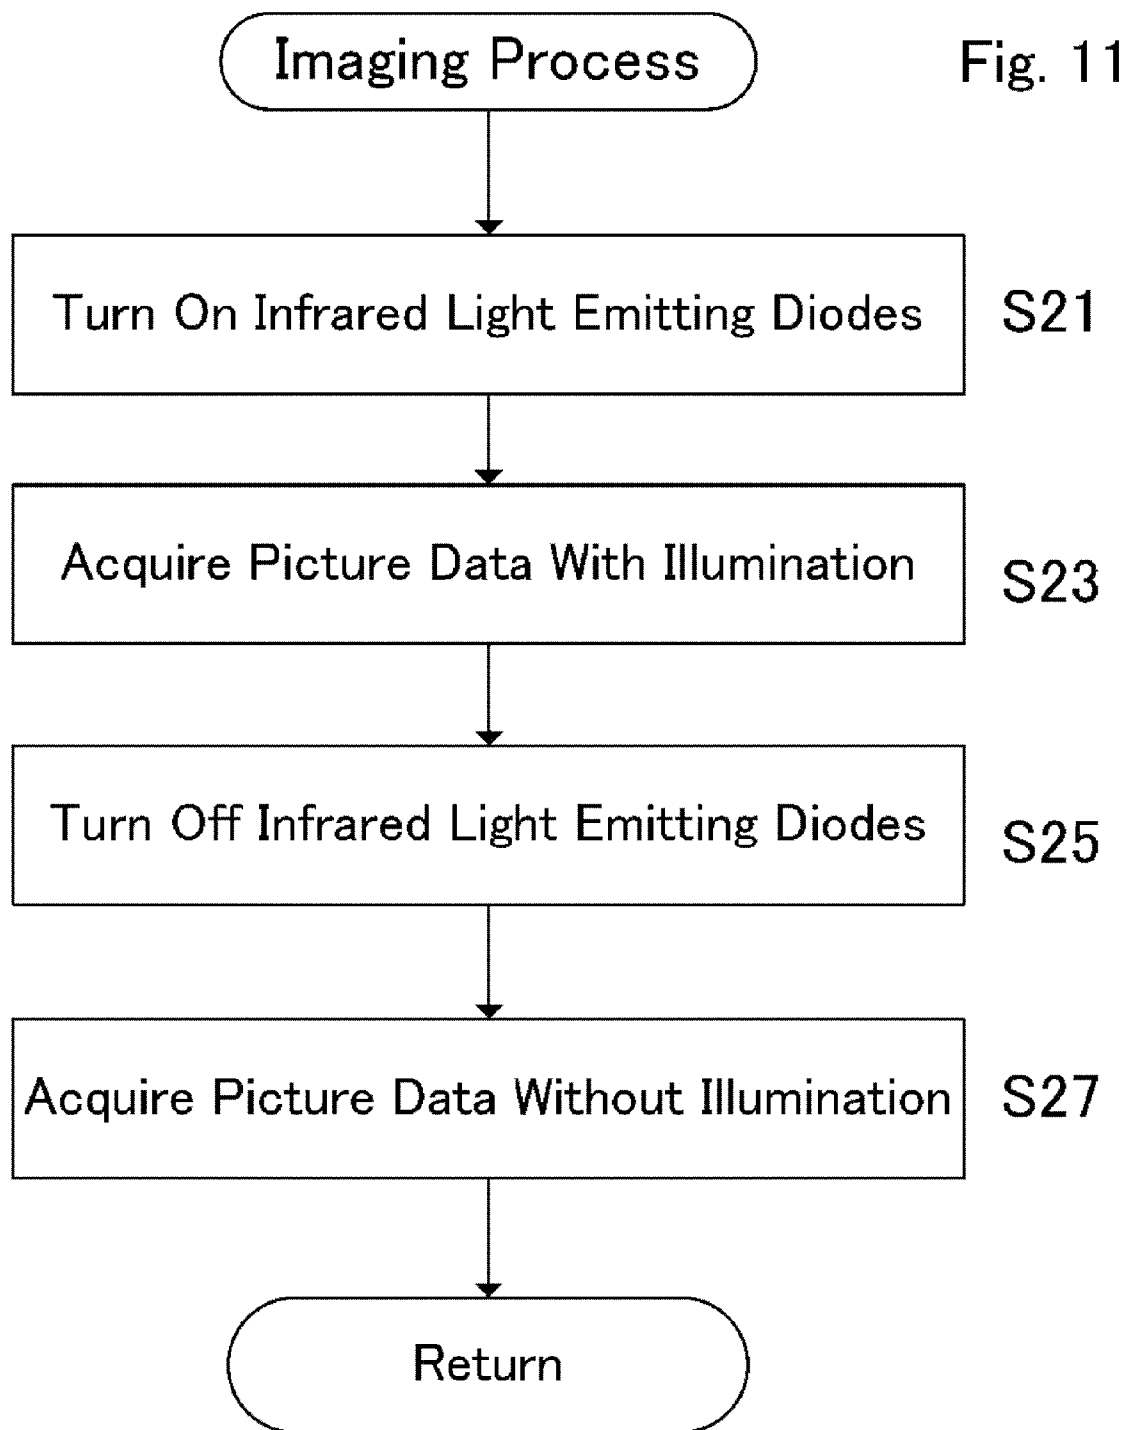 Imaging Process
Fig. 11
Turn On Infrared Light Emitting Diodes
S21
Acquire Picture Data With Illumination
S23
Turn Off Infrared Light Emitting Diodes
S25
Acquire Picture Data Without Illumination
S27
Return